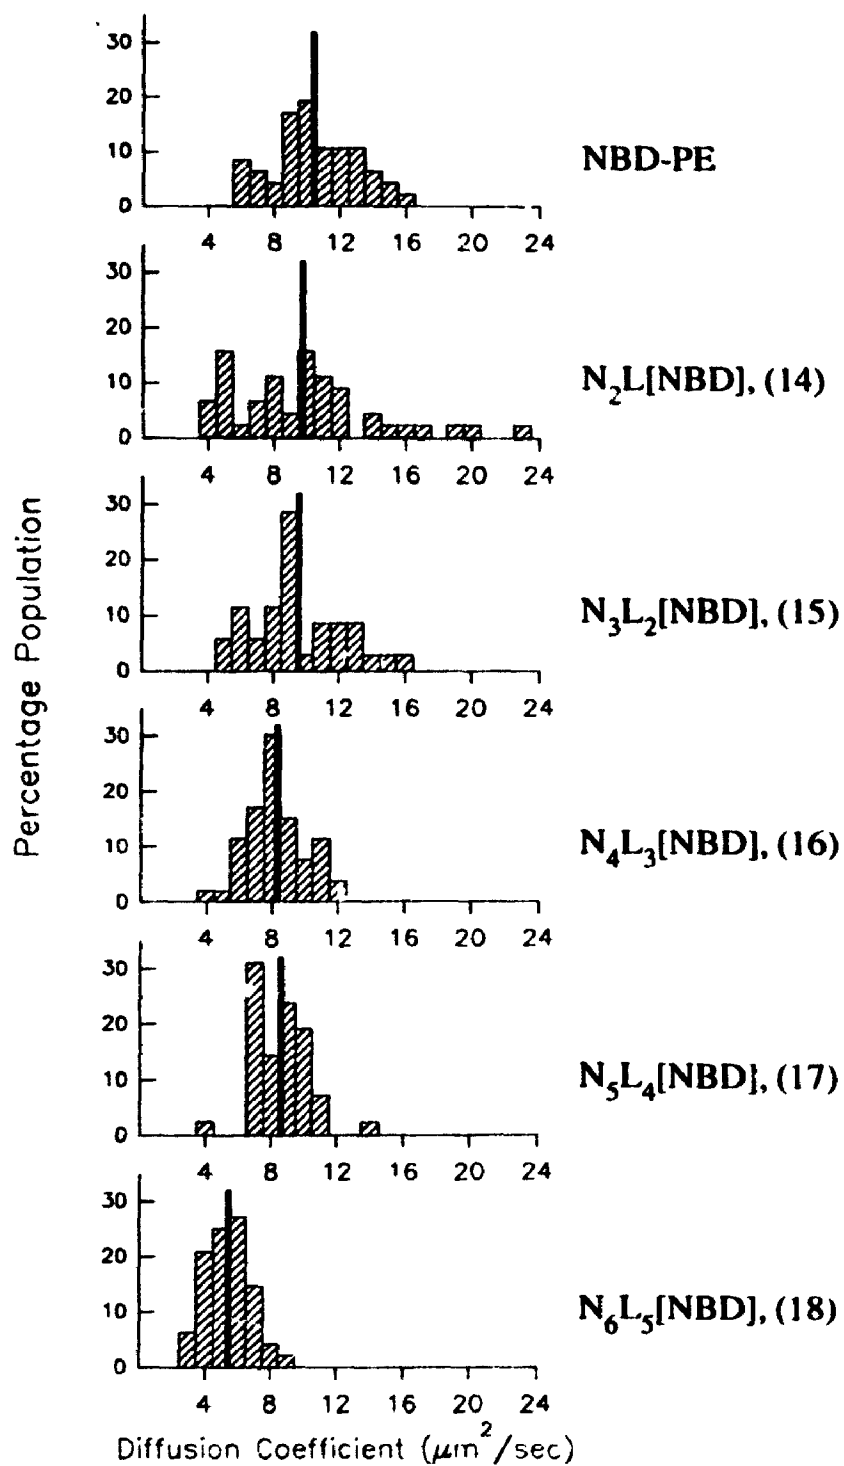 Percentage Population
30
20
10
0
4 8 12 16 20 24
NBD-PE
30
20
10
0
4 8 12 16 20 24
N₂L[NBD], (14)
30
20
10
0
4 8 12 16 20 24
N₃L₂[NBD], (15)
30
20
10
0
4 8 12 16 20 24
N₄L₃[NBD], (16)
30
20
10
0
4 8 12 16 20 24
N₅L₄[NBD], (17)
30
20
10
0
4 8 12 16 20 24
N₆L₅[NBD], (18)
Diffusion Coefficient (μm²/sec)